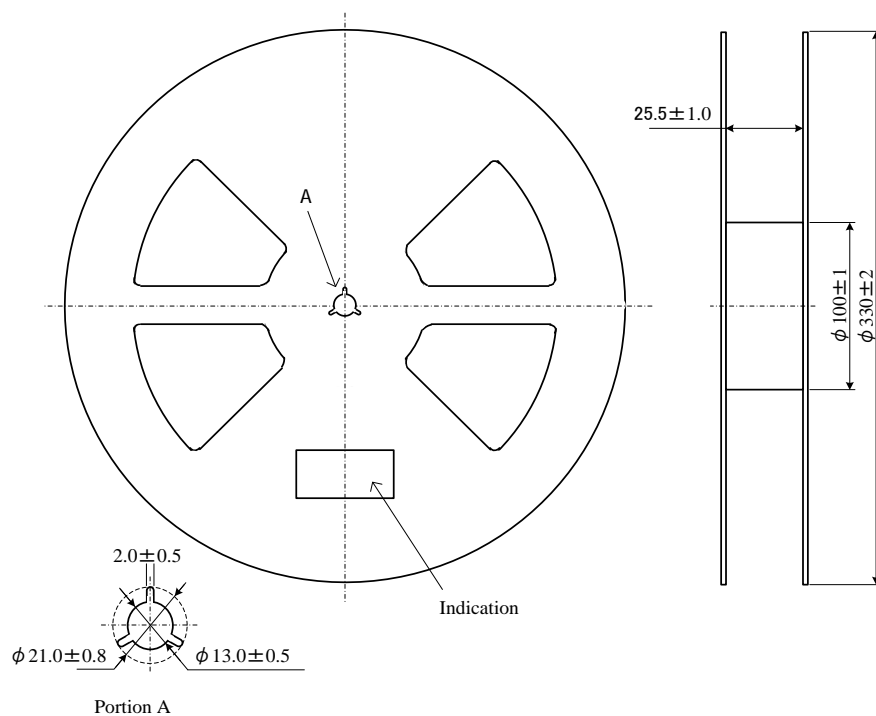 25.5±1.0
A
φ100±1
φ330±2
Indication
2.0±0.5
φ21.0±0.8
φ13.0±0.5
Portion A